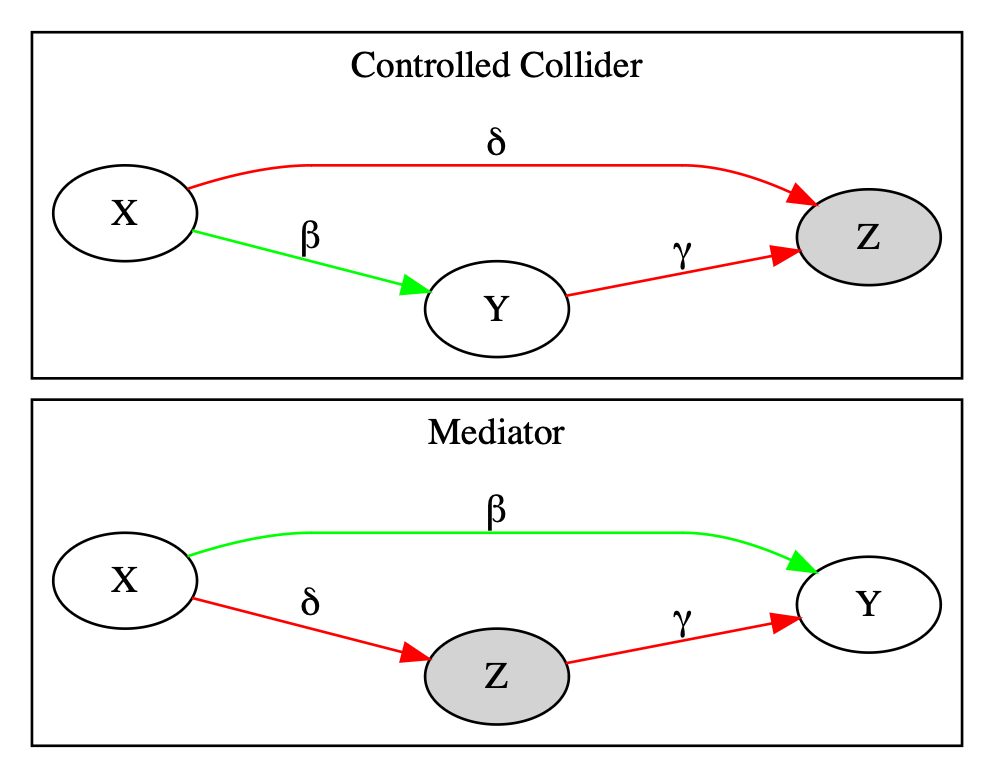 Controlled Collider
δ
X
β
Z
γ
Y
Mediator
β
X
δ
Y
γ
Z